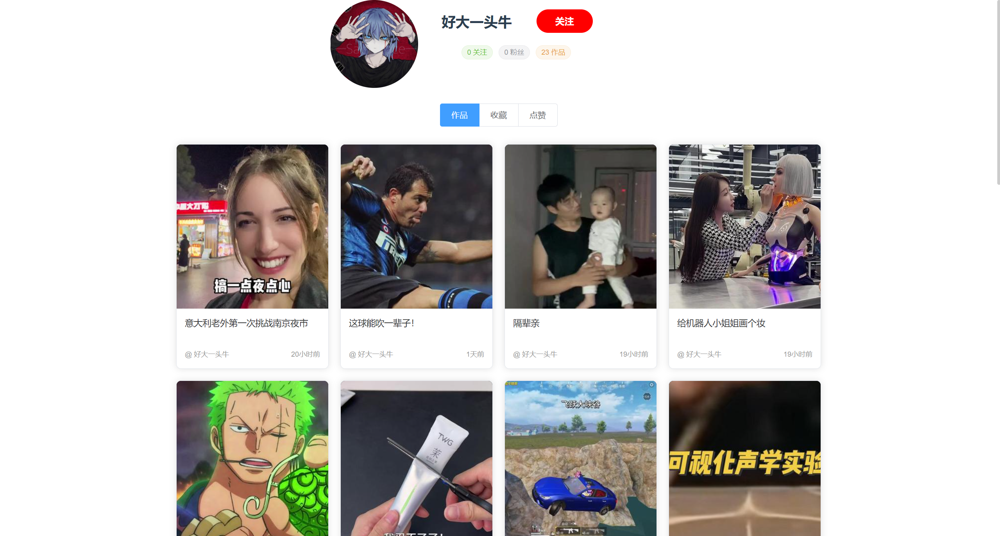 好大一头牛
关注
0 关注
0 粉丝
23 作品
作品
收藏
点赞
搞一点夜点心
意大利老外第一次挑战南京夜市
@ 好大一头牛
20小时前
这球能吹一辈子！
@ 好大一头牛
1天前
隔辈亲
@ 好大一头牛
19小时前
给机器人小姐姐画个妆
@ 好大一头牛
19小时前
TWG
茉
飞跃大峡谷
自动
可视化声学实验